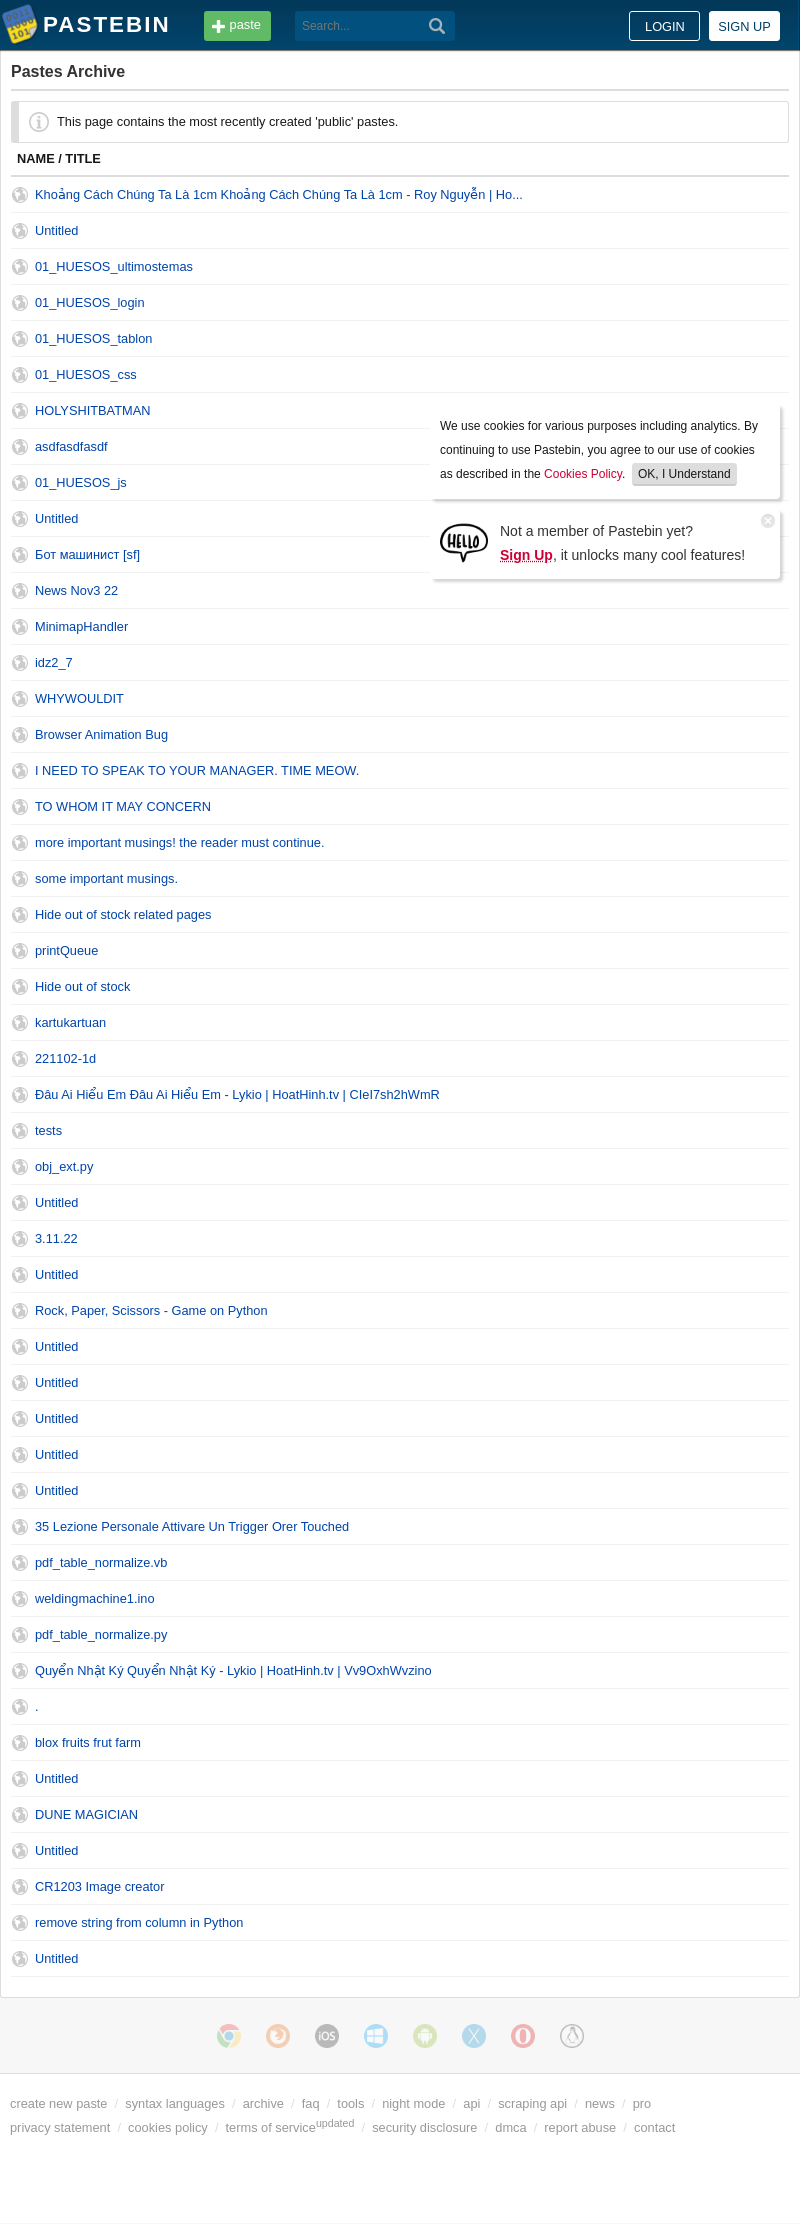 PASTEBIN
paste
Search...
LOGIN
SIGN UP
Pastes Archive
This page contains the most recently created 'public' pastes.
NAME / TITLE
Khoảng Cách Chúng Ta Là 1cm Khoảng Cách Chúng Ta Là 1cm - Roy Nguyễn | Ho...
Untitled
01_HUESOS_ultimostemas
01_HUESOS_login
01_HUESOS_tablon
01_HUESOS_css
HOLYSHITBATMAN
asdfasdfasdf
01_HUESOS_js
Untitled
Бот машинист [sf]
We use cookies for various purposes including analytics. By
continuing to use Pastebin, you agree to our use of cookies
as described in the Cookies Policy. OK, I Understand
HELLO
Not a member of Pastebin yet?
Sign Up, it unlocks many cool features!
News Nov3 22
MinimapHandler
idz2_7
WHYWOULDIT
Browser Animation Bug
I NEED TO SPEAK TO YOUR MANAGER. TIME MEOW.
TO WHOM IT MAY CONCERN
more important musings! the reader must continue.
some important musings.
Hide out of stock related pages
printQueue
Hide out of stock
kartukartuan
221102-1d
Đâu Ai Hiểu Em Đâu Ai Hiểu Em - Lykio | HoatHinh.tv | CIeI7sh2hWmR
tests
obj_ext.py
Untitled
3.11.22
Untitled
Rock, Paper, Scissors - Game on Python
Untitled
Untitled
Untitled
Untitled
Untitled
35 Lezione Personale Attivare Un Trigger Orer Touched
pdf_table_normalize.vb
weldingmachine1.ino
pdf_table_normalize.py
Quyển Nhật Ký Quyển Nhật Ký - Lykio | HoatHinh.tv | Vv9OxhWvzino
.
blox fruits frut farm
Untitled
DUNE MAGICIAN
Untitled
CR1203 Image creator
remove string from column in Python
Untitled
iOS
create new paste / syntax languages / archive / faq / tools / night mode / api / scraping api / news / pro
privacy statement / cookies policy / terms of service updated / security disclosure / dmca / report abuse / contact